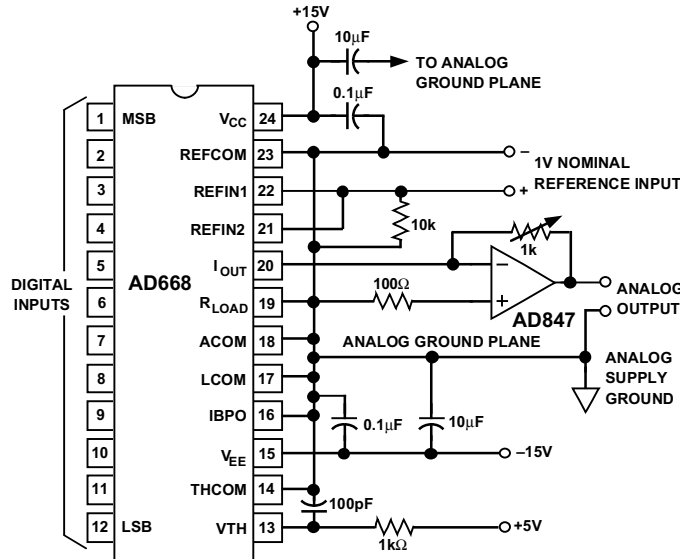 +15V
10µF
TO ANALOG
GROUND PLANE
0.1µF
1 MSB
VCC 24
2
REFCOM 23
–
1V NOMINAL
REFERENCE INPUT
3
REFIN1 22
+
4
REFIN2 21
10k
1k
5
IOUT 20
–
DIGITAL
INPUTS
AD668
6
RLOAD 19
100Ω
+
AD847
ANALOG
OUTPUT
7
ACOM 18
ANALOG GROUND PLANE
ANALOG
SUPPLY
GROUND
8
LCOM 17
9
IBPO 16
0.1µF
10µF
10
VEE 15
–15V
11
THCOM 14
100pF
12 LSB
VTH 13
1kΩ
+5V